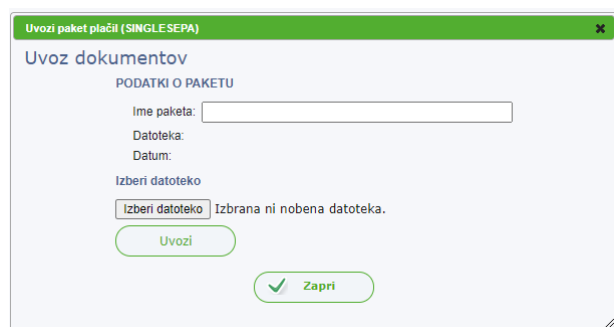 Uvozi paket plačil (SINGLESEPA)
Uvoz dokumentov
PODATKI O PAKETU
Ime paketa:
Datoteka:
Datum:
Izberi datoteko
Izberi datoteko Izbrana ni nobena datoteka.
Uvozi
Zapri